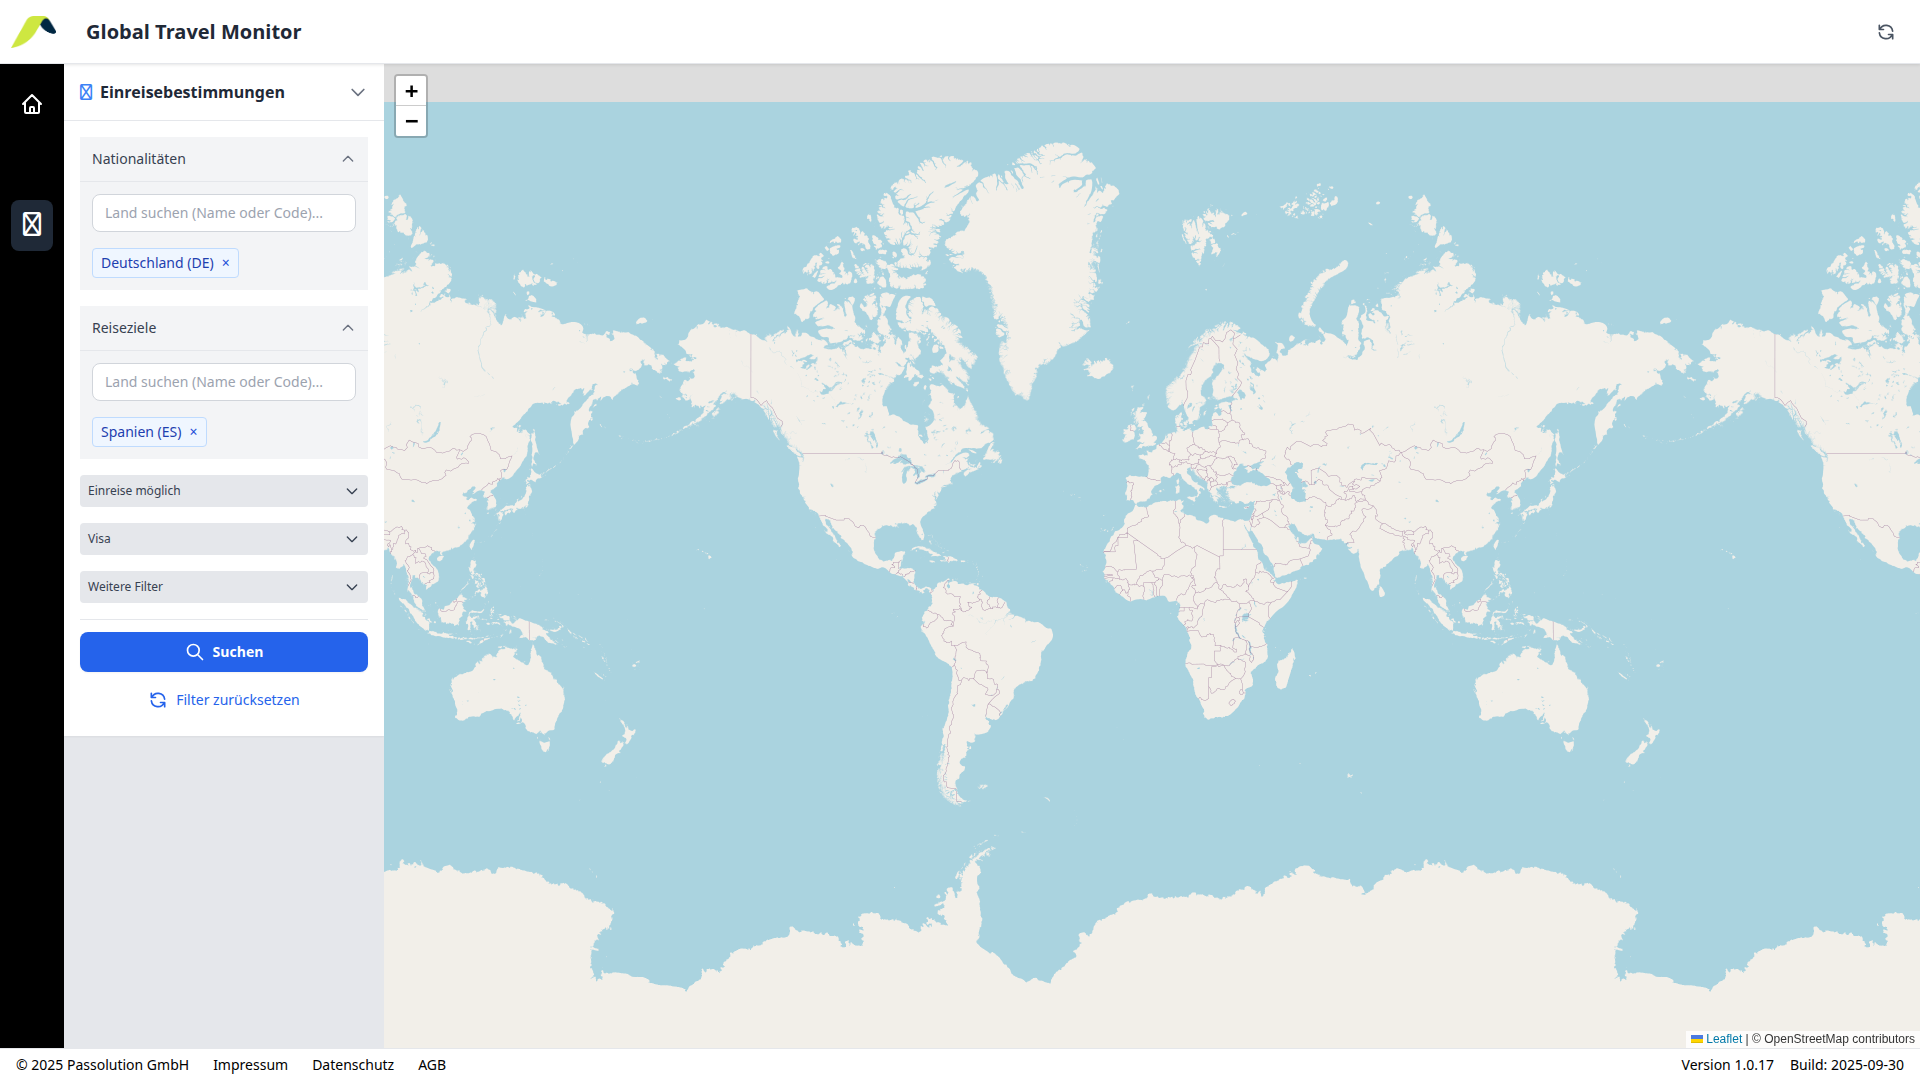 Global Travel Monitor
Einreisebestimmungen
Nationalitäten
Land suchen (Name oder Code)...
Deutschland (DE) ×
Reiseziele
Land suchen (Name oder Code)...
Spanien (ES) ×
Einreise möglich
Visa
Weitere Filter
Suchen
Filter zurücksetzen
+
−
Leaflet | © OpenStreetMap contributors
© 2025 Passolution GmbH Impressum Datenschutz AGB Version 1.0.17 Build: 2025-09-30